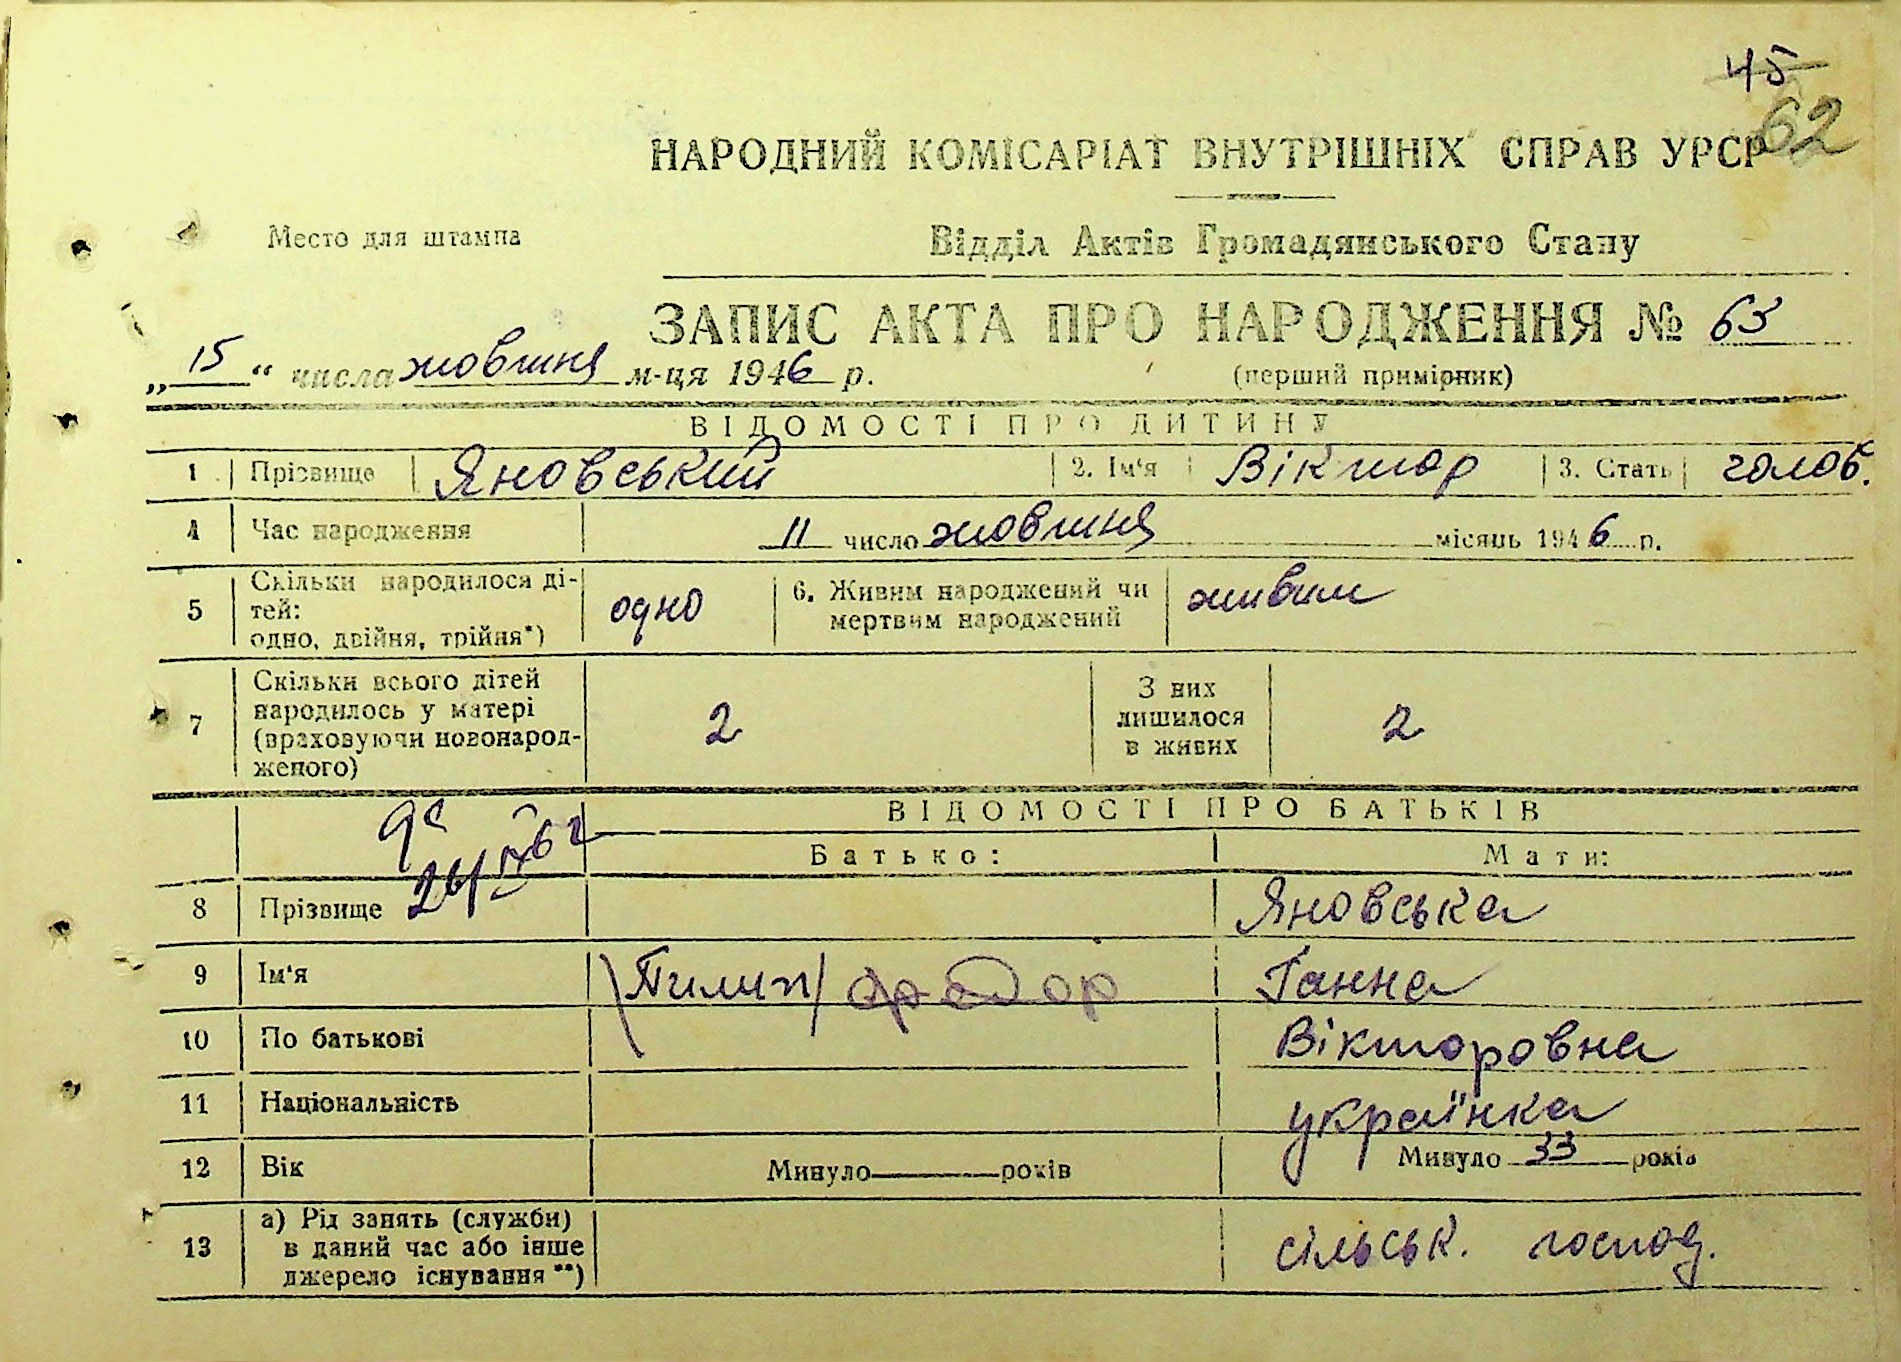 45
62
НАРОДНИЙ КОМІСАРІАТ ВНУТРІШНІХ СПРАВ УРСР
Место для штампа
Відділ Актів Громадянського Стану
ЗАПИС АКТА ПРО НАРОДЖЕННЯ № 63
„15“ числа жовтня м-ця 1946 р.
(перший примірник)
ВІДОМОСТІ ПРО ДИТИНУ
1 Прізвище Яновський 2. Ім'я Віктор 3. Стать голов.
4 Час народження 11 число жовтня місяць 1946 р.
5 Скільки народилося ді-
тей:
одно, двійня, трійня*) одно 6. Живим народжений чи
мертвим народжений живим
7 Скільки всього дітей
народилось у матері
(враховуючи новонарод-
женого) 2 З них
лишилося
в живих 2
ВІДОМОСТІ ПРО БАТЬКІВ
Батько: Мати:
8 Прізвище Яновська
9 Ім'я Пилип Федор Ганна
10 По батькові Вікторовна
11 Національність українка
12 Вік Минуло років Минуло 33 років
13 а) Рід занять (служби)
в даний час або інше
джерело існування**) сільськ. господ.